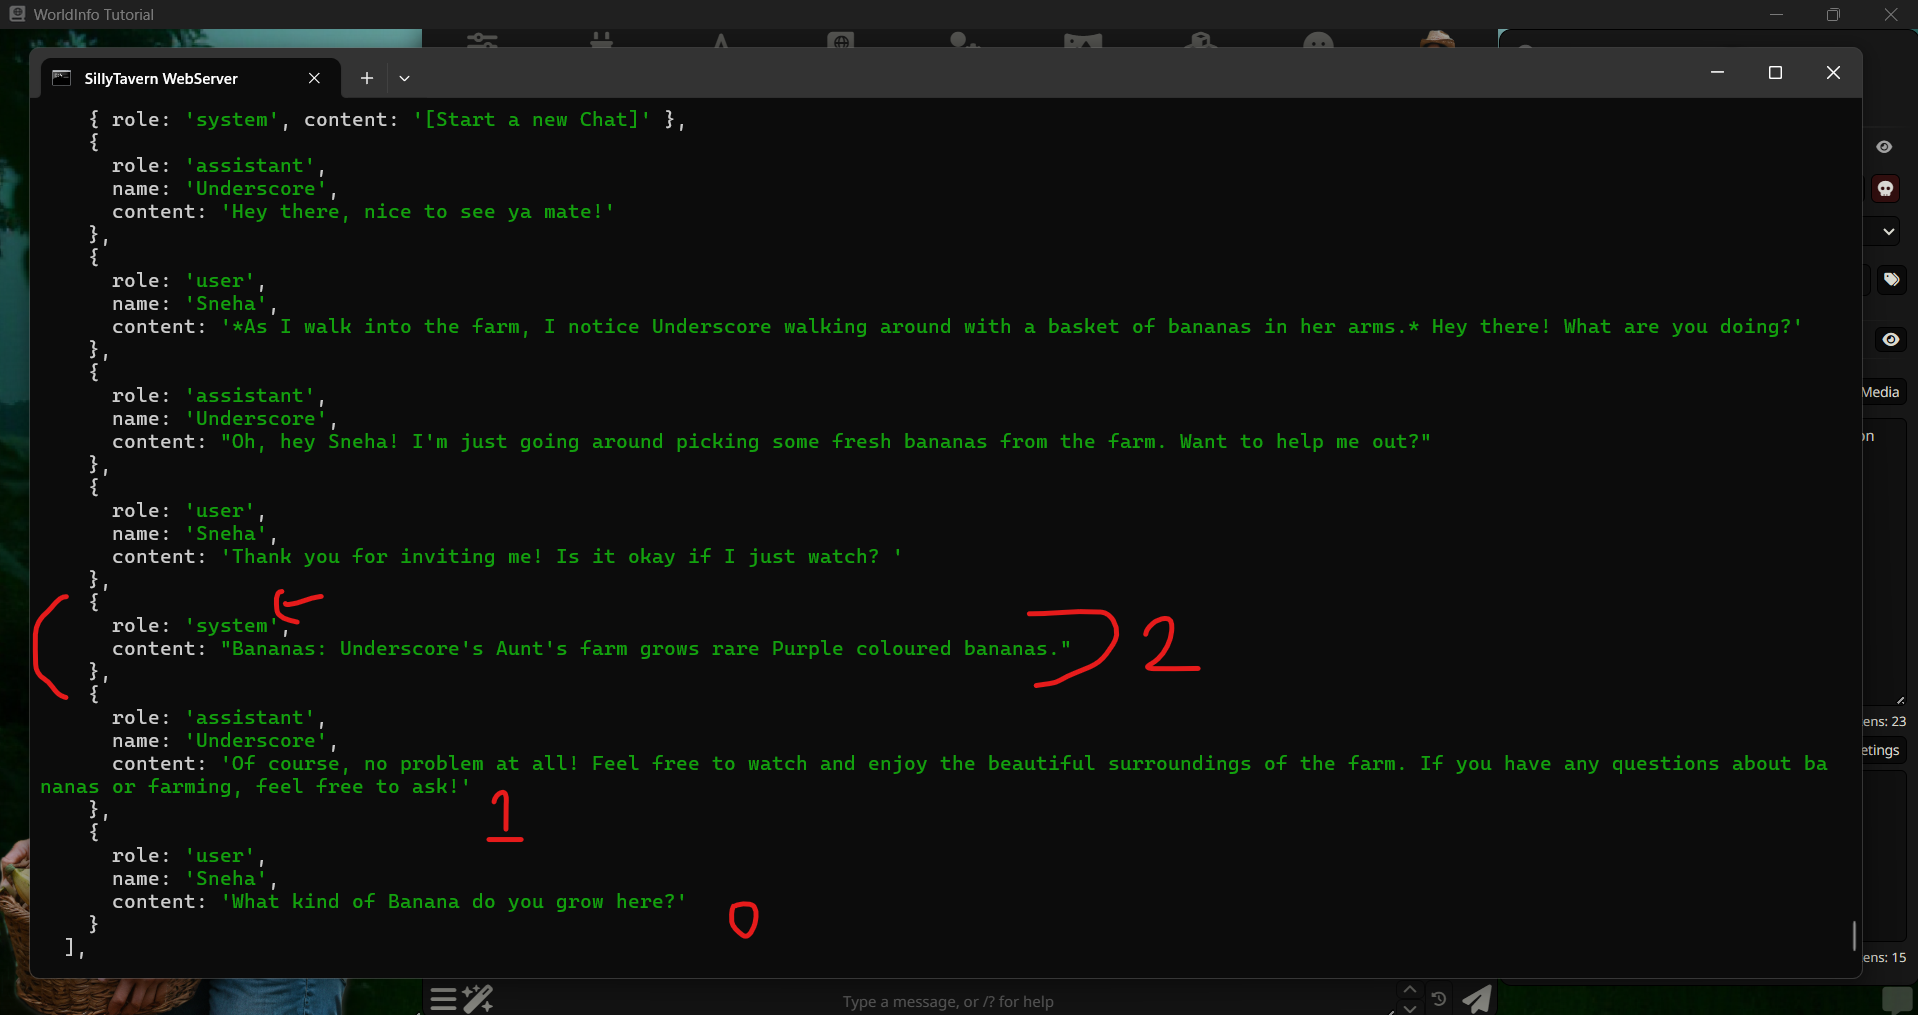 WorldInfo Tutorial
SillyTavern WebServer
{ role: 'system', content: '[Start a new Chat]' },
{
role: 'assistant',
name: 'Underscore',
content: 'Hey there, nice to see ya mate!'
},
{
role: 'user',
name: 'Sneha',
content: '*As I walk into the farm, I notice Underscore walking around with a basket of bananas in her arms.* Hey there! What are you doing?'
},
{
role: 'assistant',
name: 'Underscore',
content: "Oh, hey Sneha! I'm just going around picking some fresh bananas from the farm. Want to help me out?"
},
{
role: 'user',
name: 'Sneha',
content: 'Thank you for inviting me! Is it okay if I just watch? '
},
{
role: 'system',
content: "Bananas: Underscore's Aunt's farm grows rare Purple coloured bananas."
2
},
{
role: 'assistant',
name: 'Underscore',
content: 'Of course, no problem at all! Feel free to watch and enjoy the beautiful surroundings of the farm. If you have any questions about ba
nanas or farming, feel free to ask!'
1
},
{
role: 'user',
name: 'Sneha',
content: 'What kind of Banana do you grow here?'
0
}
],
Media
on
ens: 23
etings
ens: 15
Type a message, or /? for help